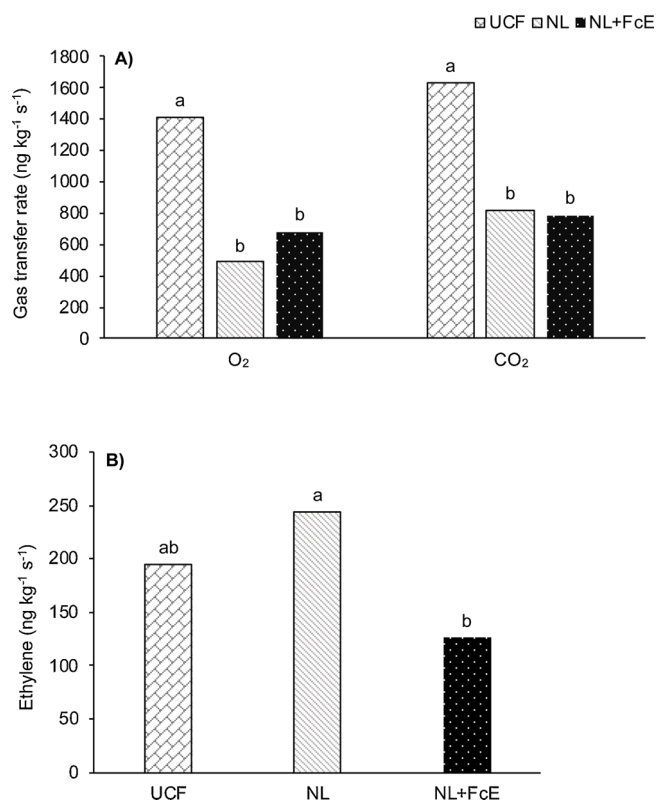 UCF NL NL+FcE
A)
Gas transfer rate (ng kg⁻¹ s⁻¹)
1800
1600
1400
1200
1000
800
600
400
200
0
a
b
b
a
b
b
O₂ CO₂
B)
Ethylene (ng kg⁻¹ s⁻¹)
300
250
200
150
100
50
0
ab
a
b
UCF NL NL+FcE